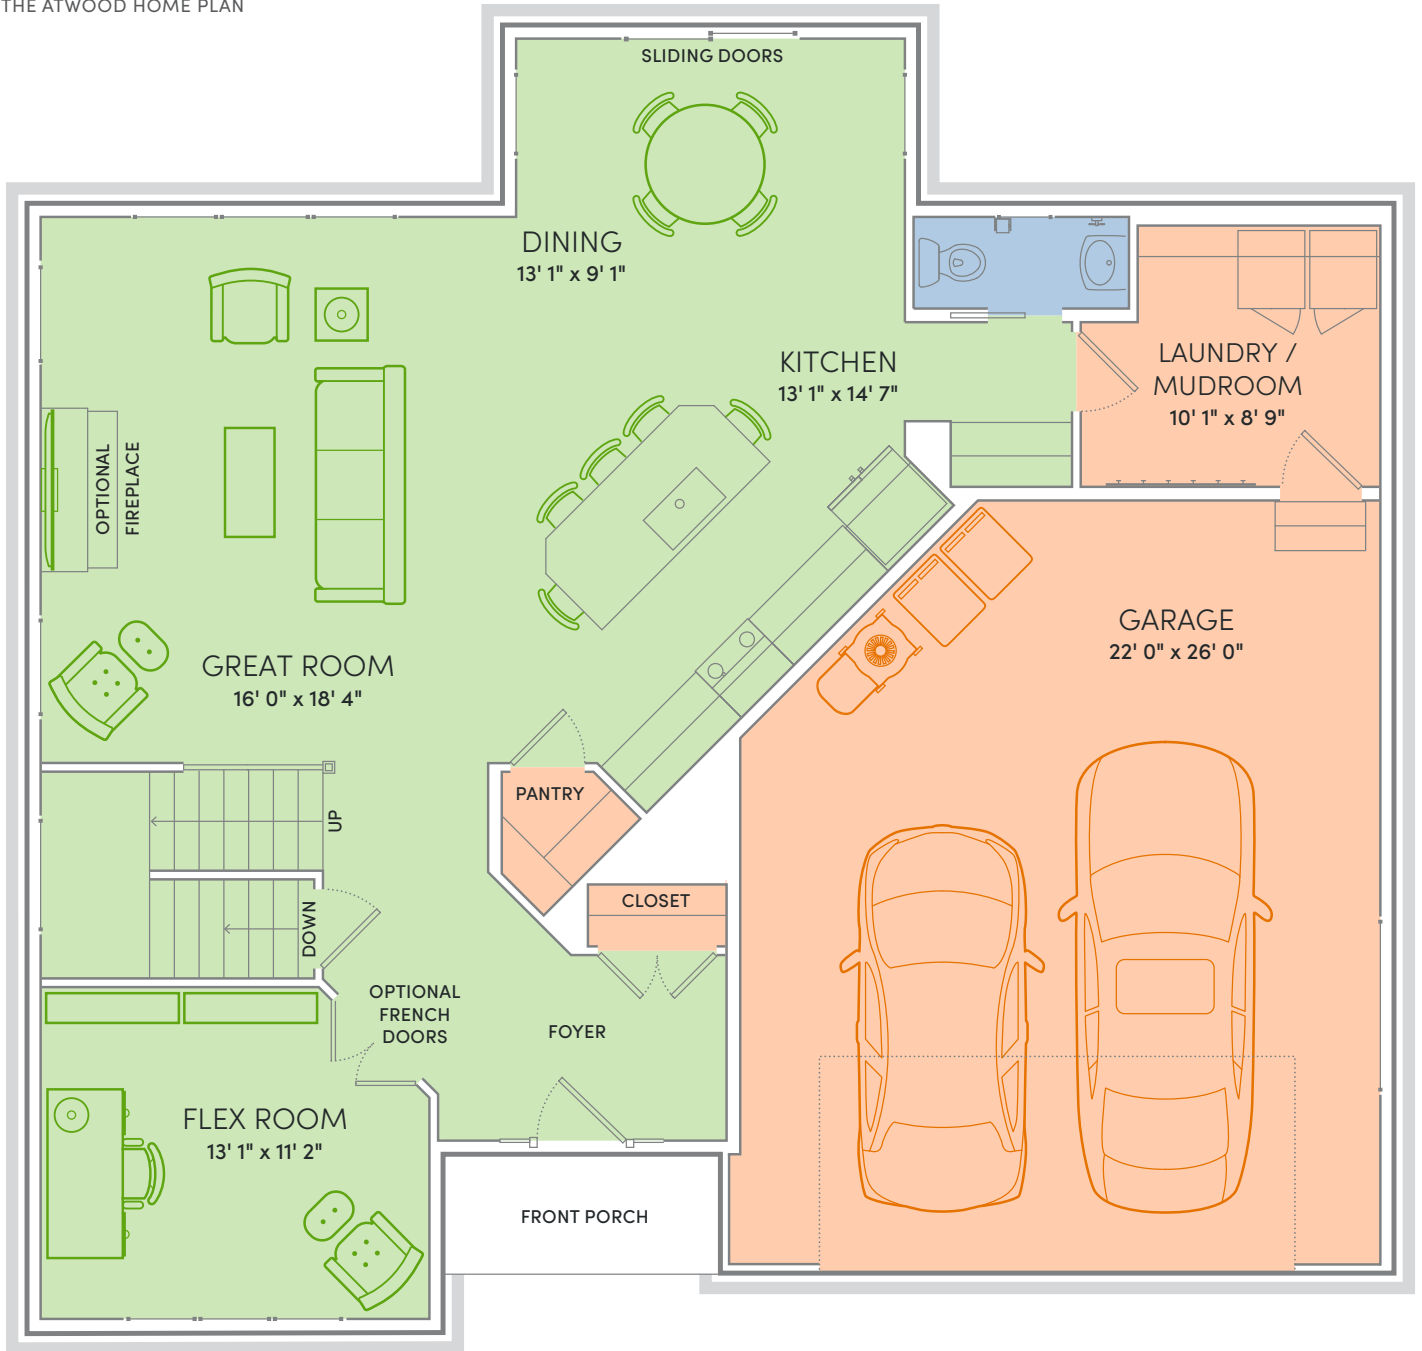 THE ATWOOD HOME PLAN
SLIDING DOORS
DINING
13' 1" x 9' 1"
KITCHEN
13' 1" x 14' 7"
LAUNDRY /
MUDROOM
10' 1" x 8' 9"
OPTIONAL
FIREPLACE
GREAT ROOM
16' 0" x 18' 4"
GARAGE
22' 0" x 26' 0"
PANTRY
UP
CLOSET
DOWN
OPTIONAL
FRENCH
DOORS
FOYER
FLEX ROOM
13' 1" x 11' 2"
FRONT PORCH